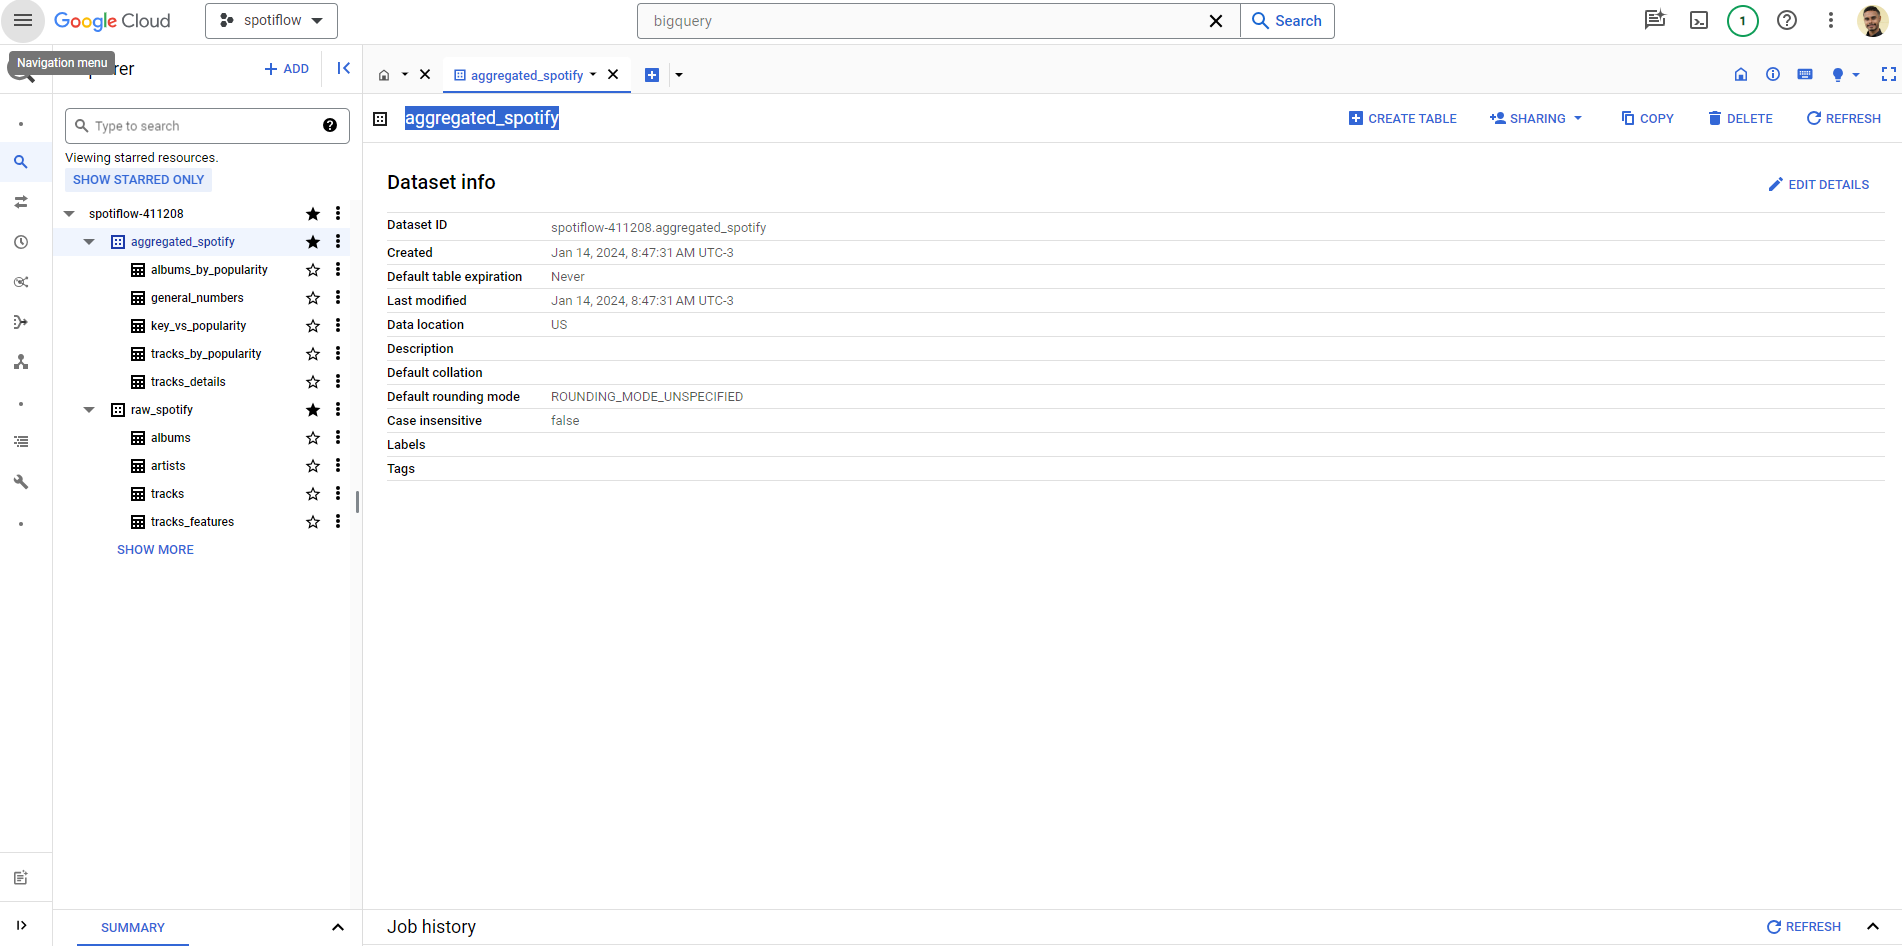 Google Cloud
spotiflow
bigquery
Search
1
Navigation menu
ADD
aggregated_spotify
Type to search
Viewing starred resources.
SHOW STARRED ONLY
spotiflow-411208
aggregated_spotify
albums_by_popularity
general_numbers
key_vs_popularity
tracks_by_popularity
tracks_details
raw_spotify
albums
artists
tracks
tracks_features
SHOW MORE
SUMMARY
aggregated_spotify
CREATE TABLE
SHARING
COPY
DELETE
REFRESH
Dataset info
EDIT DETAILS
Dataset ID spotiflow-411208.aggregated_spotify
Created Jan 14, 2024, 8:47:31 AM UTC-3
Default table expiration Never
Last modified Jan 14, 2024, 8:47:31 AM UTC-3
Data location US
Description
Default collation
Default rounding mode ROUNDING_MODE_UNSPECIFIED
Case insensitive false
Labels
Tags
Job history
REFRESH